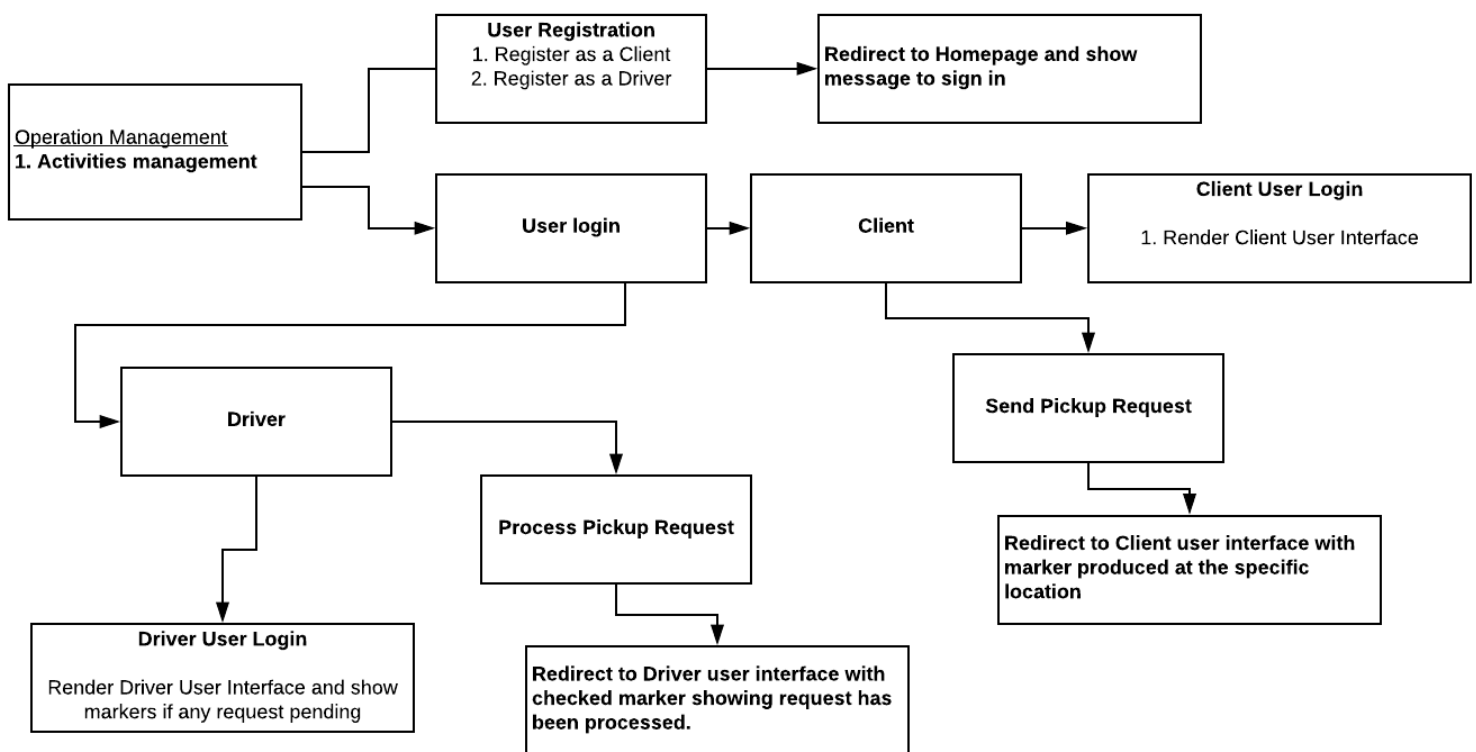 User Registration
1. Register as a Client
2. Register as a Driver
Redirect to Homepage and show
message to sign in
Operation Management
1. Activities management
User login
Client
Client User Login
1. Render Client User Interface
Driver
Send Pickup Request
Process Pickup Request
Redirect to Client user interface with
marker produced at the specific
location
Driver User Login
Render Driver User Interface and show
markers if any request pending
Redirect to Driver user interface with
checked marker showing request has
been processed.